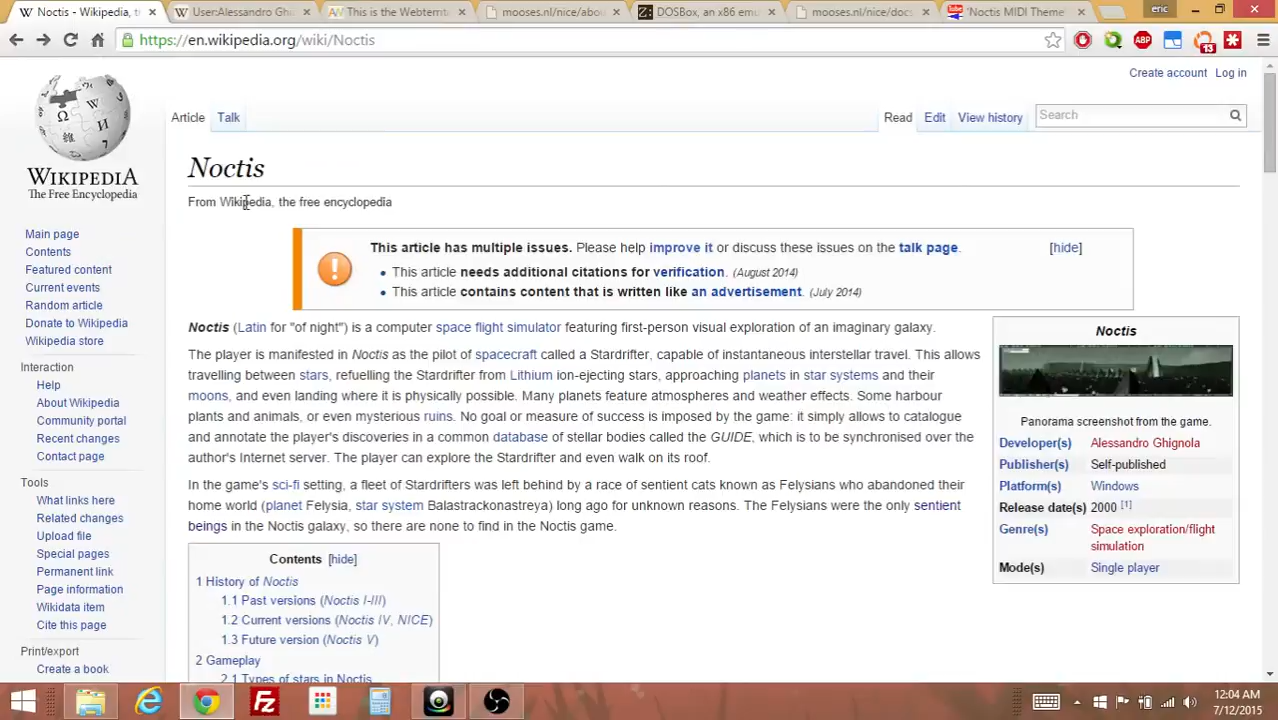 W Noctis - Wikipedia, t
W User:Alessandro Ghi
This is the Webterni
mooses.nl/nice/abou
DOSBox, an x86 emu
mooses.nl/nice/docs
'Noctis MIDI Theme'
eric
https://en.wikipedia.org/wiki/Noctis
ABP
13
Create account Log in
Article Talk Read Edit View history Search
WIKIPEDIA
The Free Encyclopedia
Main page
Contents
Featured content
Current events
Random article
Donate to Wikipedia
Wikipedia store
Interaction
Help
About Wikipedia
Community portal
Recent changes
Contact page
Tools
What links here
Related changes
Upload file
Special pages
Permanent link
Page information
Wikidata item
Cite this page
Print/export
Create a book
Noctis
From Wikipedia, the free encyclopedia
This article has multiple issues. Please help improve it or discuss these issues on the talk page. [hide]
• This article needs additional citations for verification. (August 2014)
• This article contains content that is written like an advertisement. (July 2014)
Noctis (Latin for "of night") is a computer space flight simulator featuring first-person visual exploration of an imaginary galaxy.
The player is manifested in Noctis as the pilot of spacecraft called a Stardrifter, capable of instantaneous interstellar travel. This allows
travelling between stars, refuelling the Stardrifter from Lithium ion-ejecting stars, approaching planets in star systems and their
moons, and even landing where it is physically possible. Many planets feature atmospheres and weather effects. Some harbour
plants and animals, or even mysterious ruins. No goal or measure of success is imposed by the game: it simply allows to catalogue
and annotate the player's discoveries in a common database of stellar bodies called the GUIDE, which is to be synchronised over the
author's Internet server. The player can explore the Stardrifter and even walk on its roof.
In the game's sci-fi setting, a fleet of Stardrifters was left behind by a race of sentient cats known as Felysians who abandoned their
home world (planet Felysia, star system Balastrackonastreya) long ago for unknown reasons. The Felysians were the only sentient
beings in the Noctis galaxy, so there are none to find in the Noctis game.
Contents [hide]
1 History of Noctis
1.1 Past versions (Noctis I-III)
1.2 Current versions (Noctis IV, NICE)
1.3 Future version (Noctis V)
2 Gameplay
2.1 Types of stars in Noctis
Noctis
Panorama screenshot from the game.
Developer(s) Alessandro Ghignola
Publisher(s) Self-published
Platform(s) Windows
Release date(s) 2000 [1]
Genre(s) Space exploration/flight
simulation
Mode(s) Single player
12:04 AM
7/12/2015